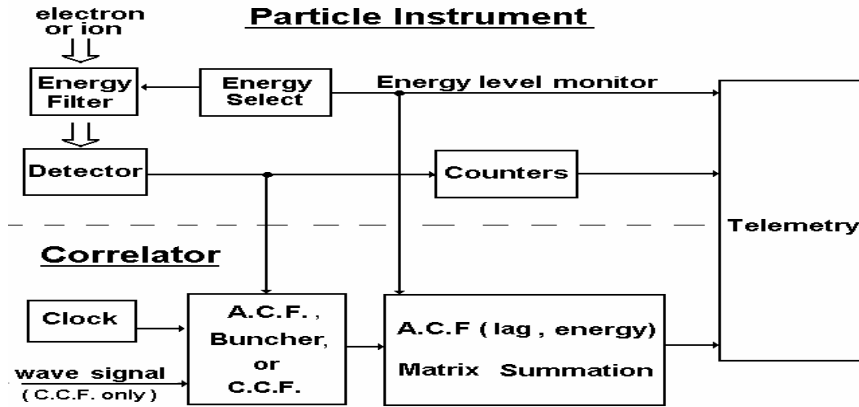 Particle Instrument
electron
or ion
Energy
Filter
Energy
Select
Energy level monitor
Detector
Counters
Telemetry
Correlator
Clock
A.C.F. ,
Buncher,
or
C.C.F.
A.C.F ( lag , energy)
Matrix Summation
wave signal
( C.C.F. only )